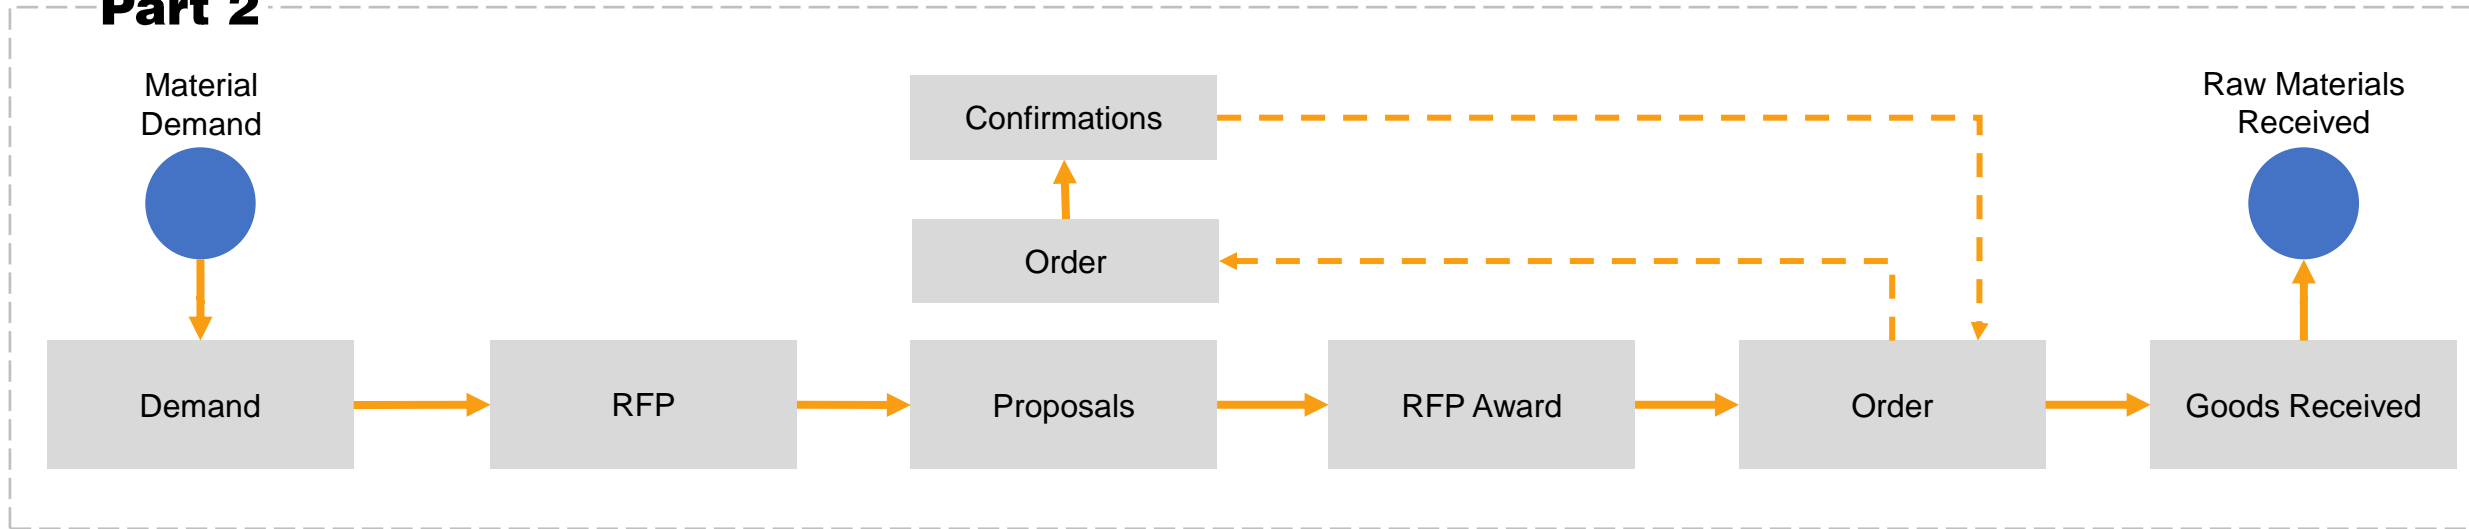 Part 2
Material
Demand
Confirmations
Raw Materials
Received
Order
Demand
RFP
Proposals
RFP Award
Order
Goods Received